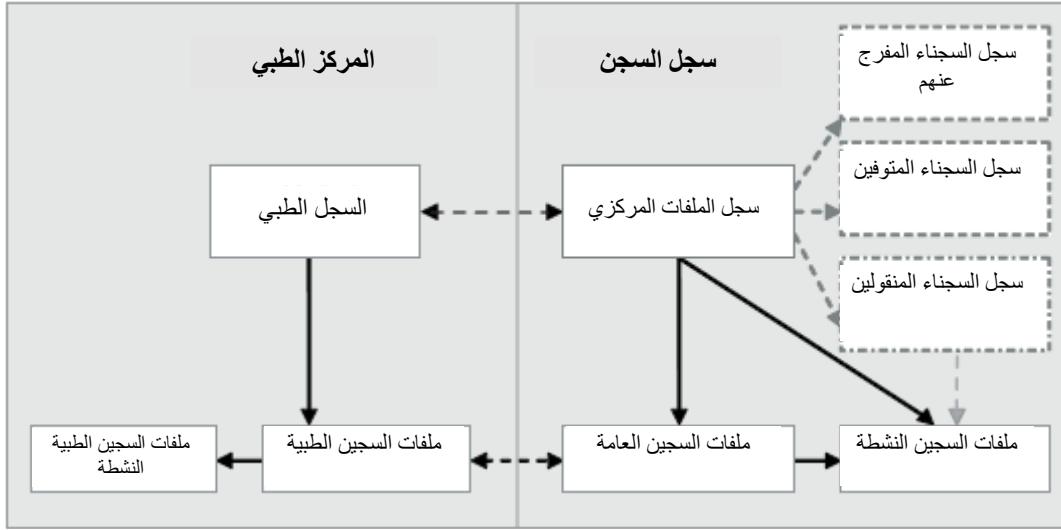 سجل السجن
المركز الطبي
سجل السجناء المفرج
عنهم
سجل السجناء المتوفين
سجل الملفات المركزي
السجل الطبي
سجل السجناء المنقولين
ملفات السجين النشطة
ملفات السجين العامة
ملفات السجين الطبية
ملفات السجين الطبية
النشطة